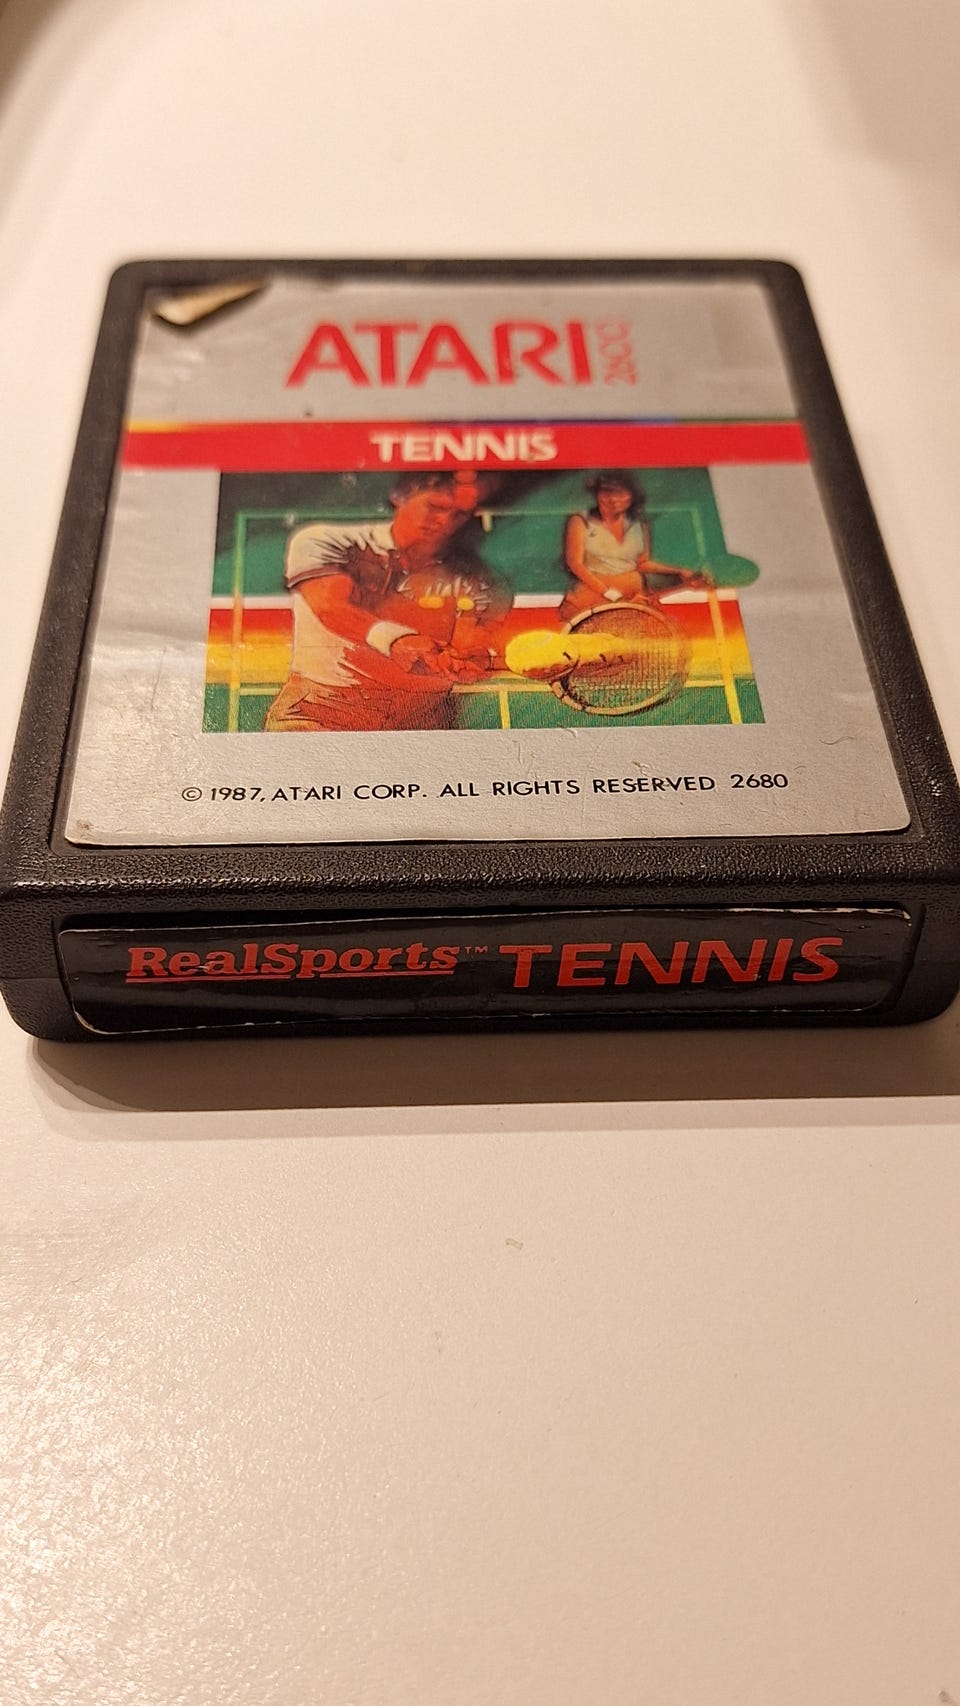 ATARI 2600
TENNIS
© 1987, ATARI CORP. ALL RIGHTS RESERVED 2680
RealSports™ TENNIS